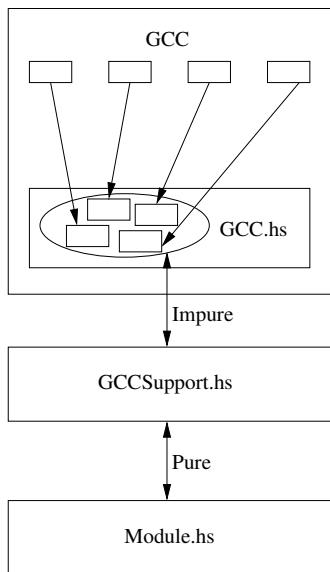 GCC
GCC.hs
Impure
GCCSupport.hs
Pure
Module.hs